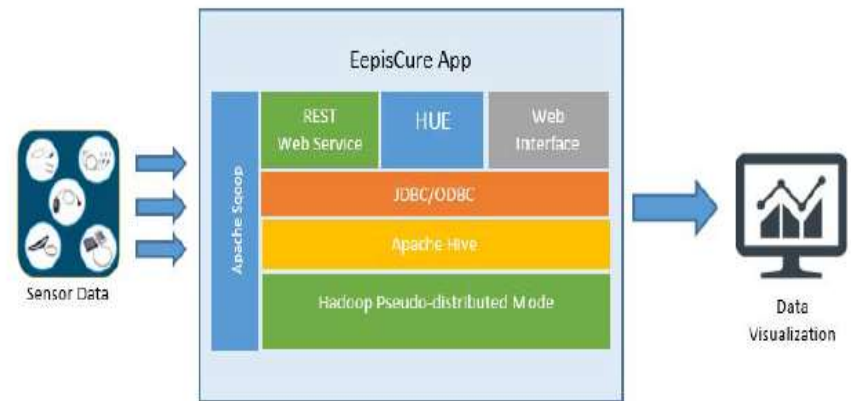 EepisCure App
Apache Sqoop
REST
Web Service
HUE
Web
Interface
JDBC/ODBC
Apache Hive
Hadoop Pseudo-distributed Mode
Sensor Data
Data
Visualization